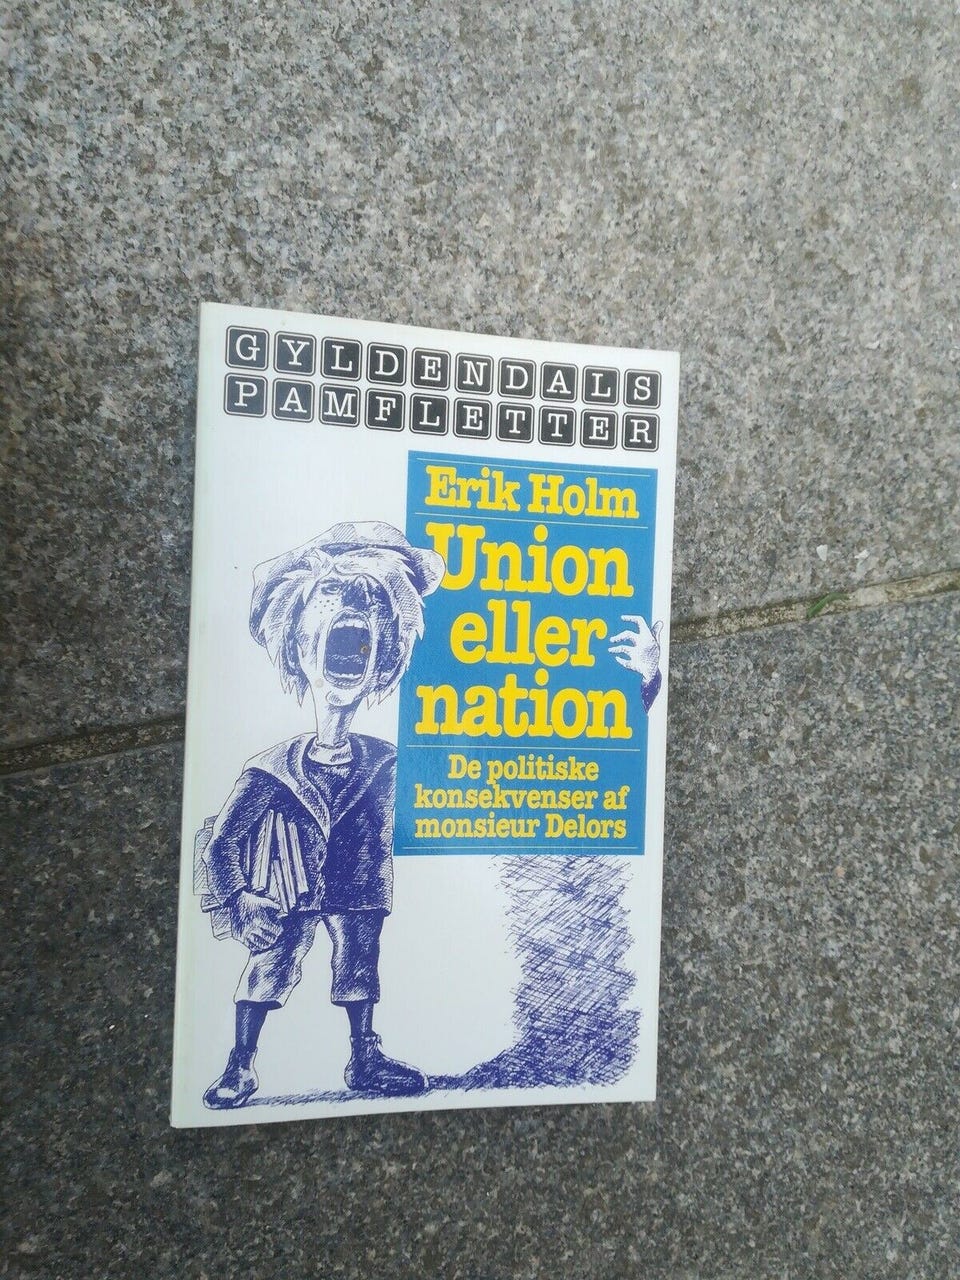 GYLDENDALS
PAMFLETTER
Erik Holm
Union
eller
nation
De politiske
konsekvenser af
monsieur Delors